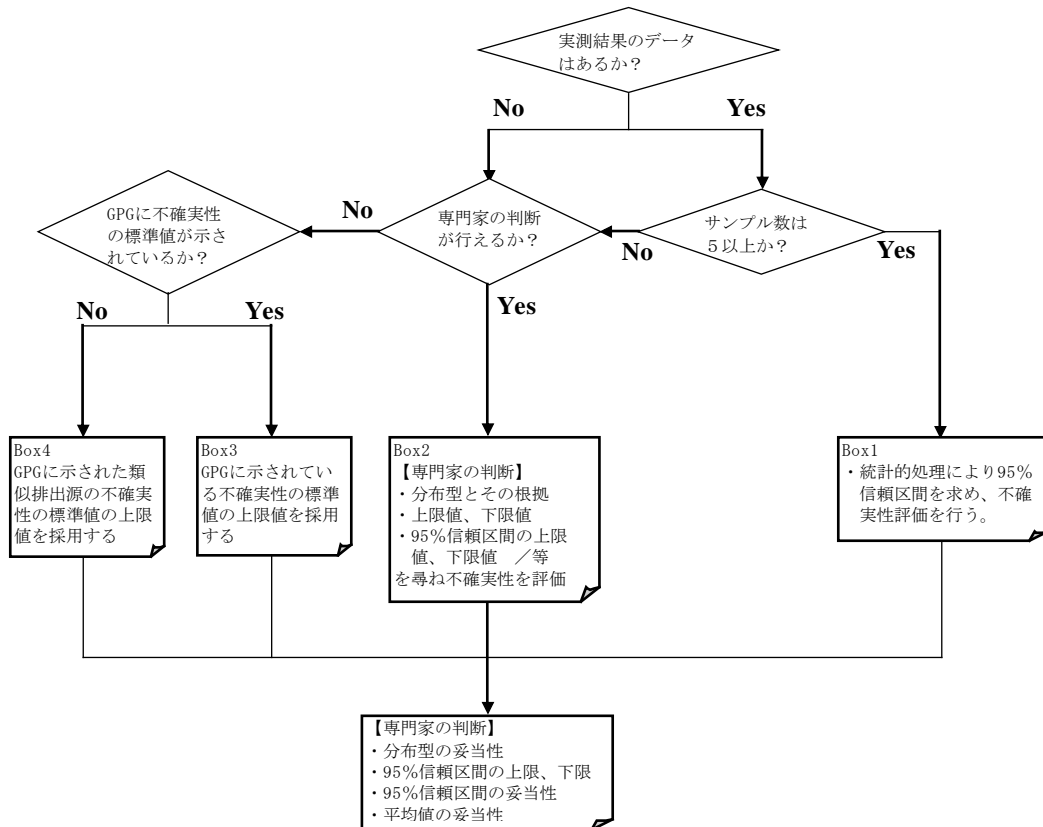 実測結果のデータ
はあるか？
No
Yes
GPGに不確実性
の標準値が示さ
れているか？
No
専門家の判断
が行えるか？
No
サンプル数は
５以上か？
Yes
No
Yes
Yes
Box4
GPGに示された類
似排出源の不確実
性の標準値の上限
値を採用する
Box3
GPGに示されてい
る不確実性の標準
値の上限値を採用
する
Box2
【専門家の判断】
・分布型とその根拠
・上限値、下限値
・95%信頼区間の上限
値、下限値　／等
を尋ね不確実性を評価
Box1
・統計的処理により95%
信頼区間を求め、不確
実性評価を行う。
【専門家の判断】
・分布型の妥当性
・95%信頼区間の上限、下限
・95%信頼区間の妥当性
・平均値の妥当性